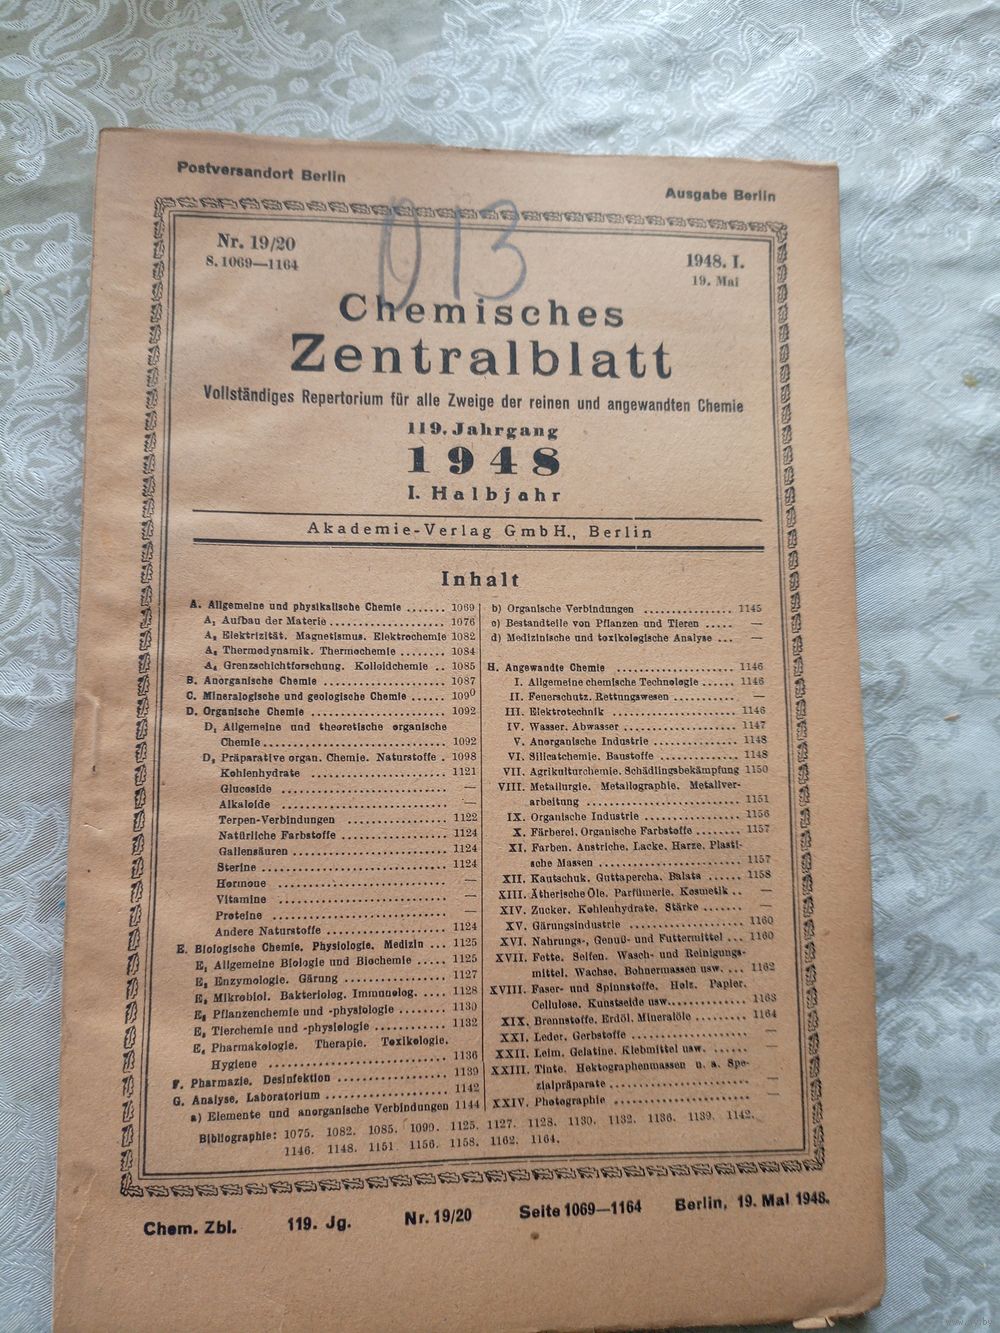 Postversandort Berlin
Ausgabe Berlin
013
Nr. 19/20
S. 1069—1164
1948. I.
19. Mai
Chemisches
Zentralblatt
Vollständiges Repertorium für alle Zweige der reinen und angewandten Chemie
119. Jahrgang
1948
I. Halbjahr
Akademie-Verlag GmbH., Berlin
Inhalt
A. Allgemeine und physikalische Chemie ....... 1069
A₁ Aufbau der Materie .................... 1076
A₂ Elektrizität. Magnetismus. Elektrochemie 1082
A₃ Thermodynamik. Thermochemie ........ 1084
A₄ Grenzschichtforschung. Kolloidchemie .. 1085
B. Anorganische Chemie ..................... 1087
C. Mineralogische und geologische Chemie ...... 1090
D. Organische Chemie ....................... 1092
D₁ Allgemeine und theoretische organische
Chemie .............................. 1092
D₂ Präparative organ. Chemie. Naturstoffe . 1098
Kohlenhydrate ..................... 1121
Glucoside ......................... —
Alkaloide ......................... —
Terpen-Verbindungen ............... 1122
Natürliche Farbstoffe ................ 1124
Gallensäuren ....................... 1124
Sterine ............................ 1124
Hormone .......................... —
Vitamine .......................... —
Proteine ........................... —
Andere Naturstoffe .................. 1124
E. Biologische Chemie. Physiologie. Medizin ... 1125
E₁ Allgemeine Biologie und Biochemie ..... 1125
E₂ Enzymologie. Gärung ................ 1127
E₃ Mikrobiol. Bakteriolog. Immunolog. .... 1128
E₄ Pflanzenchemie und -physiologie ........ 1130
E₅ Tierchemie und -physiologie ........... 1132
E₆ Pharmakologie. Therapie. Toxikologie.
Hygiene ............................ 1136
F. Pharmazie. Desinfektion .................. 1139
G. Analyse. Laboratorium .................... 1142
a) Elemente und anorganische Verbindungen 1144
b) Organische Verbindungen .............. 1145
c) Bestandteile von Pflanzen und Tieren ..... —
d) Medizinische und toxikologische Analyse ... —
H. Angewandte Chemie .................... 1146
I. Allgemeine chemische Technologie ...... 1146
II. Feuerschutz. Rettungswesen .......... —
III. Elektrotechnik .................... 1146
IV. Wasser. Abwasser .................. 1147
V. Anorganische Industrie .............. 1148
VI. Silicatchemie. Baustoffe ............. 1148
VII. Agrikulturchemie. Schädlingsbekämpfung 1150
VIII. Metallurgie. Metallographie. Metallver-
arbeitung ......................... 1151
IX. Organische Industrie ................ 1156
X. Färberei. Organische Farbstoffe ........ 1157
XI. Farben. Anstriche. Lacke. Harze. Plasti-
sche Massen ....................... 1157
XII. Kautschuk. Guttapercha. Balata ...... 1158
XIII. Ätherische Öle. Parfümerie. Kosmetik .. —
XIV. Zucker. Kohlenhydrate. Stärke ....... —
XV. Gärungsindustrie ................... 1160
XVI. Nahrungs-, Genuß- und Futtermittel ... 1160
XVII. Fette. Seifen. Wasch- und Reinigungs-
mittel. Wachse. Bohnermassen usw. ... 1162
XVIII. Faser- und Spinnstoffe. Holz. Papier.
Cellulose. Kunstseide usw. ............ 1163
XIX. Brennstoffe. Erdöl. Mineralöle ......... 1164
XXI. Leder. Gerbstoffe ................... —
XXII. Leim. Gelatine. Klebmittel usw. ...... —
XXIII. Tinte. Hektographenmassen u. a. Spe-
zialpräparate ....................... —
XXIV. Photographie ...................... —
Bibliographie: 1075. 1082. 1085. 1090. 1125. 1127. 1128. 1130. 1132. 1136. 1139. 1142.
1146. 1148. 1151 1156. 1158. 1162. 1164.
Chem. Zbl. 119. Jg. Nr. 19/20 Seite 1069—1164 Berlin, 19. Mai 1948.